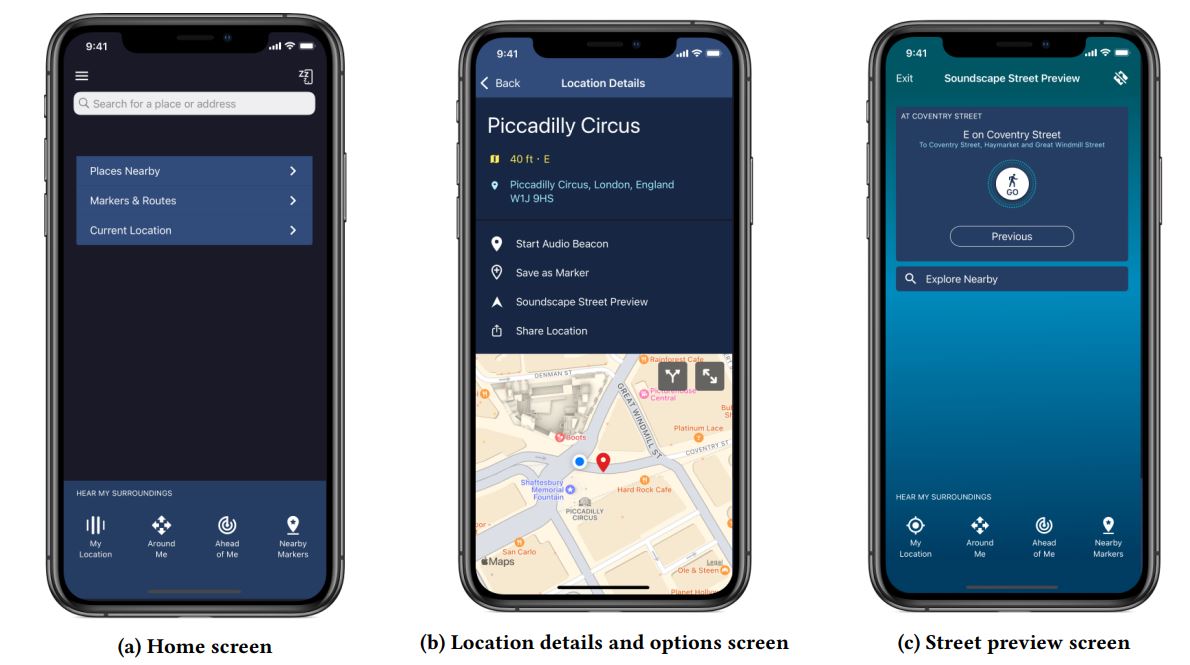 9:41
Search for a place or address
Places Nearby
Markers & Routes
Current Location
HEAR MY SURROUNDINGS
My
Location
Around
Me
Ahead
of Me
Nearby
Markers
(a) Home screen
9:41
Back
Location Details
Piccadilly Circus
40 ft · E
Piccadilly Circus, London, England
W1J 9HS
Start Audio Beacon
Save as Marker
Soundscape Street Preview
Share Location
Rainforest Cafe
DENMAN ST
GREAT WINDMILL ST
Picturehouse
Central
Platinum Lace
Boots
COVENTRY ST
Shaftesbury
Memorial
Fountain
Hard Rock Cafe
PICCADILLY
CIRCUS
San Carlo
Maps
Legal
Ole & Steen
Planet Hollyw
(b) Location details and options screen
9:41
Exit
Soundscape Street Preview
AT COVENTRY STREET
E on Coventry Street
To Coventry Street, Haymarket and Great Windmill Street
GO
Previous
Explore Nearby
HEAR MY SURROUNDINGS
My
Location
Around
Me
Ahead
of Me
Nearby
Markers
(c) Street preview screen